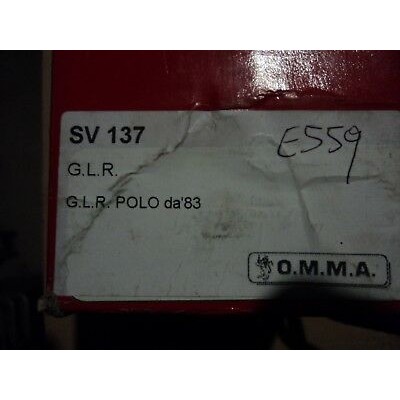 SV 137
E559
G.L.R.
G.L.R. POLO da'83
O.M.M.A.